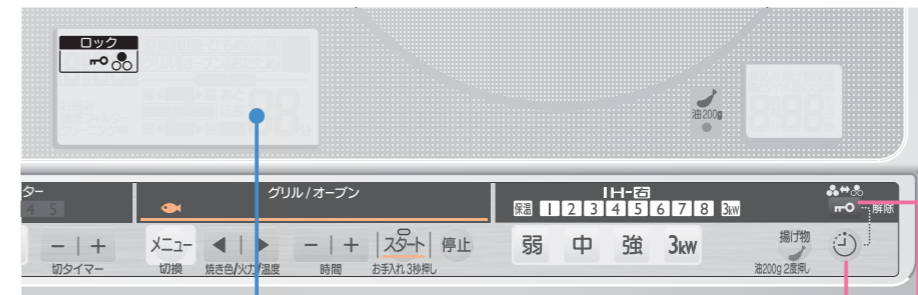 ロック
油200g
ター
グリル/オーブン
IH-右
4 5
保温 1 2 3 4 5 6 7 8 3kW
解除
− | +
メニュー
◀ | ▶
− | +
スタート
停止
弱 中 強 3kW
揚げ物
切タイマー
切換
焼き色/火力/温度
時間
お手入れ3秒押し
油200g 2度押し